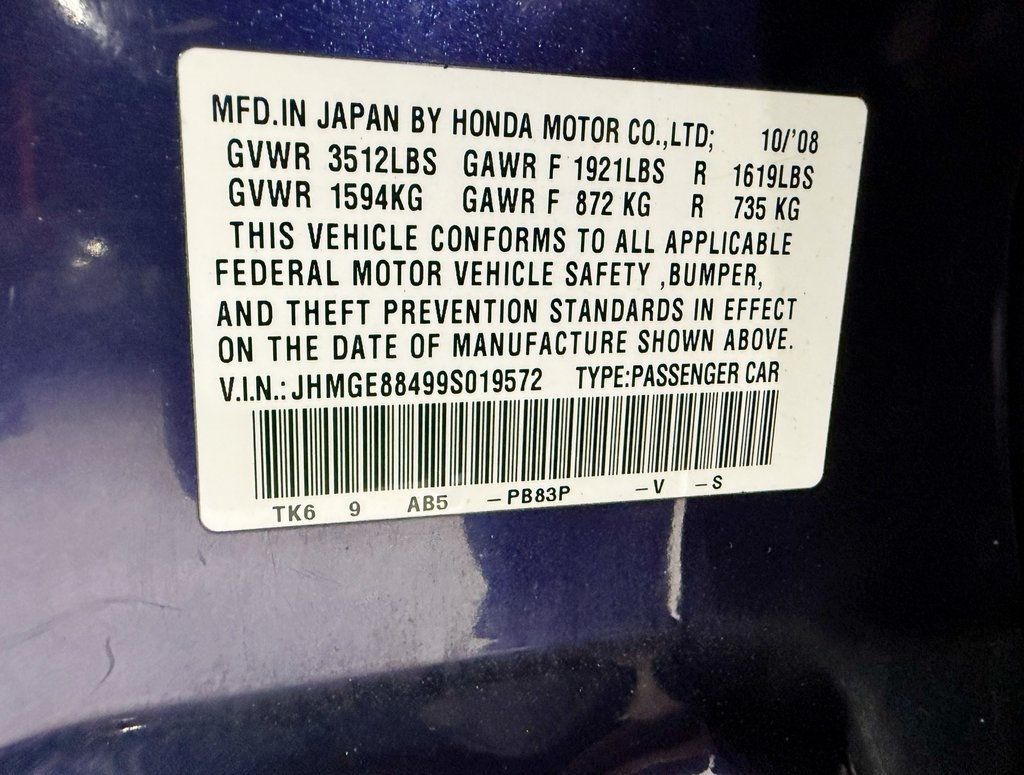 MFD.IN JAPAN BY HONDA MOTOR CO.,LTD; 10/'08
GVWR 3512LBS GAWR F 1921LBS R 1619LBS
GVWR 1594KG GAWR F 872 KG R 735 KG
THIS VEHICLE CONFORMS TO ALL APPLICABLE
FEDERAL MOTOR VEHICLE SAFETY ,BUMPER,
AND THEFT PREVENTION STANDARDS IN EFFECT
ON THE DATE OF MANUFACTURE SHOWN ABOVE.
V.I.N.: JHMGE88499S019572 TYPE:PASSENGER CAR
TK6 9 AB5 -PB83P -V -S